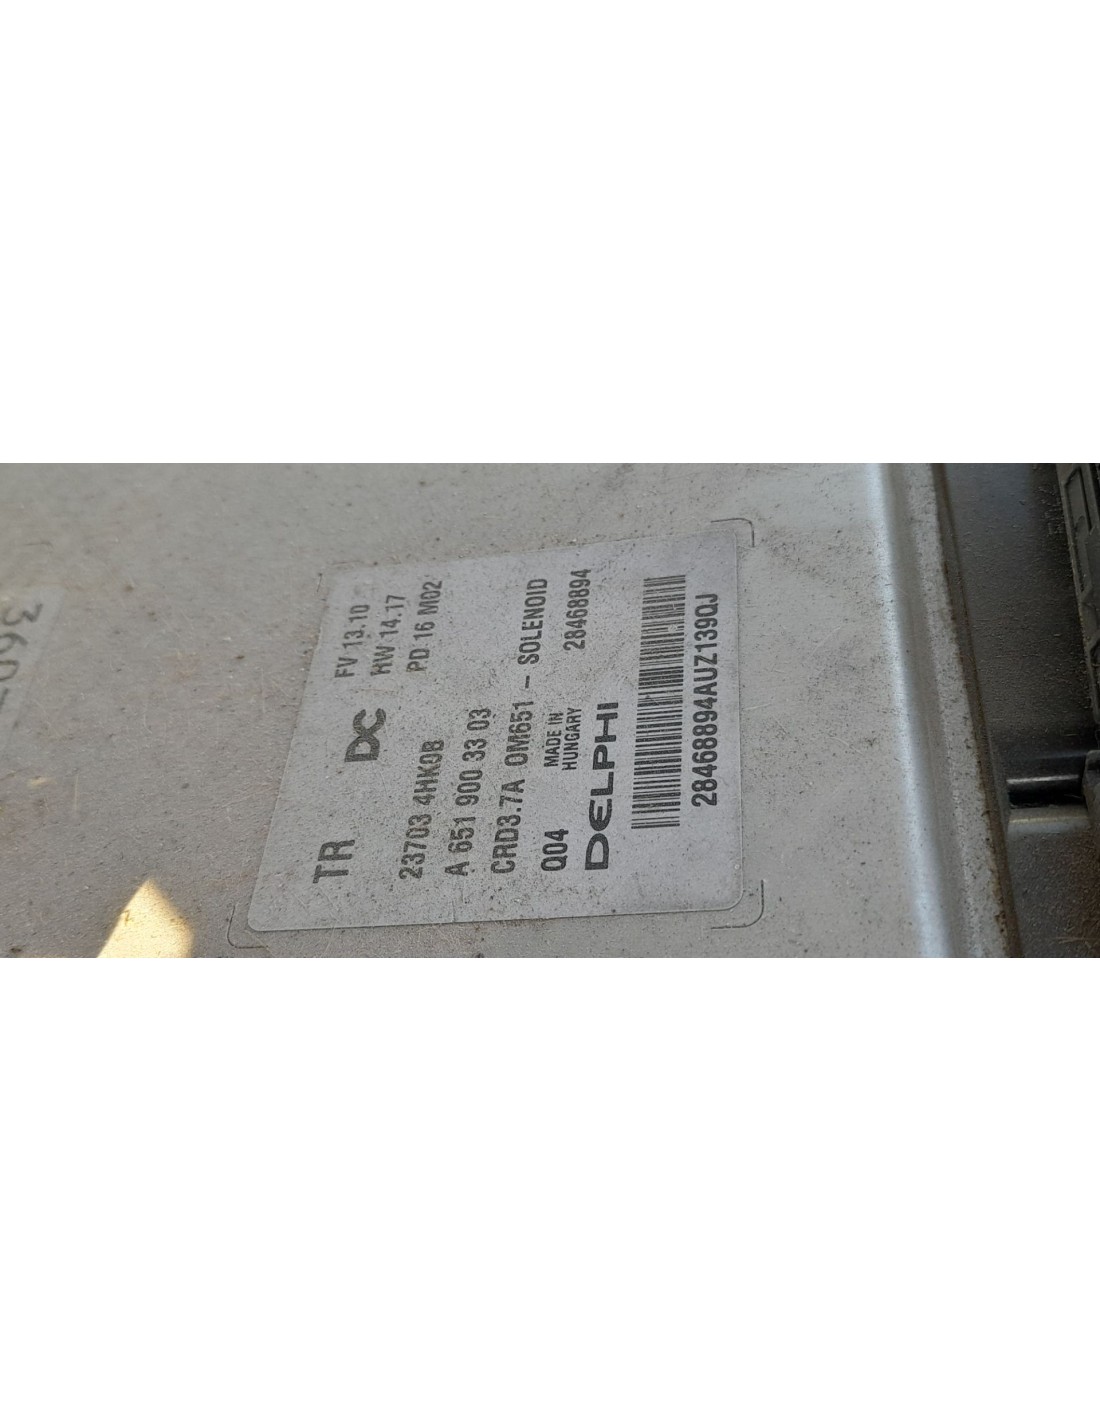 TR DC FV 13.10
HW 14.17
23703 4HK0B PD 16 M02
A 651 900 33 03
CRD3.7A OM651 - SOLENOID
Q04 MADE IN
HUNGARY 28468894
DELPHI
28468894AUZ139QJ